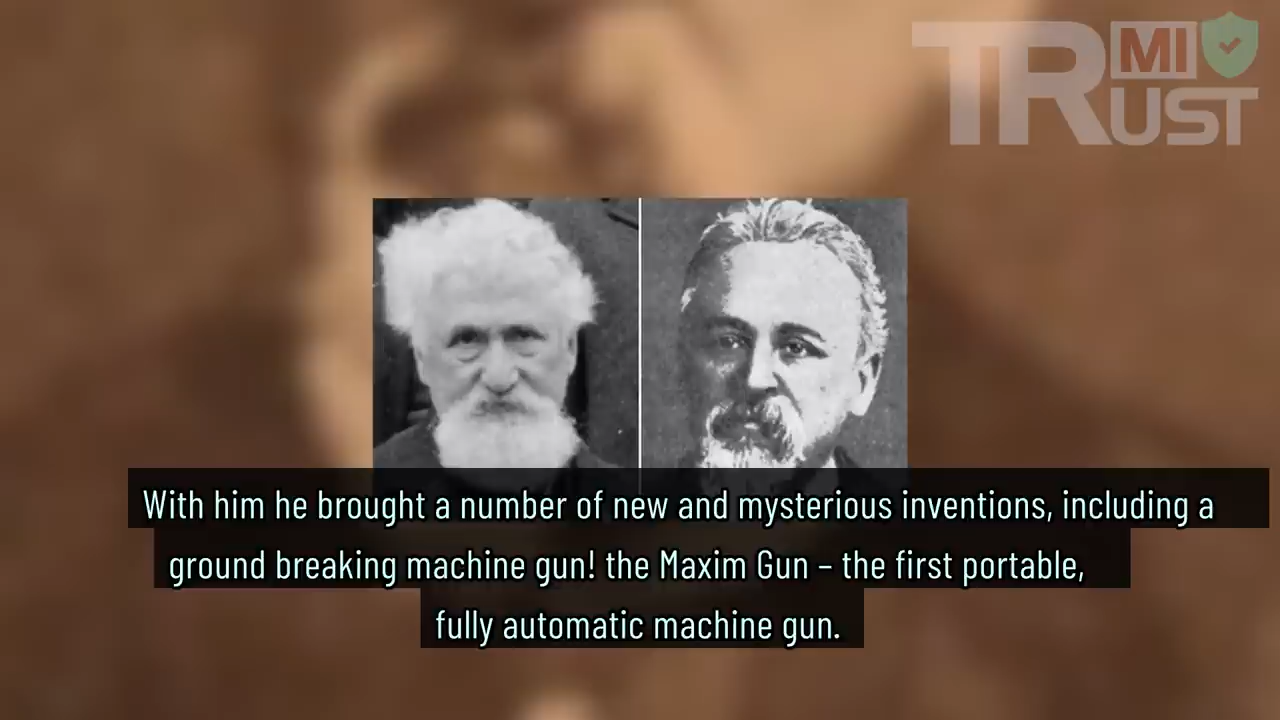 TRUST
MI
With him he brought a number of new and mysterious inventions, including a
ground breaking machine gun! the Maxim Gun – the first portable,
fully automatic machine gun.